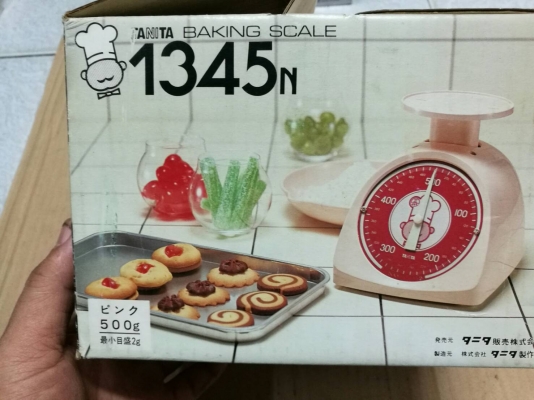 TANITA BAKING SCALE
1345N
500
400
100
300
200
ピンク
500g
最小目盛2g
発売元 タニタ販売株式
製造元 株式会社 タニタ製作